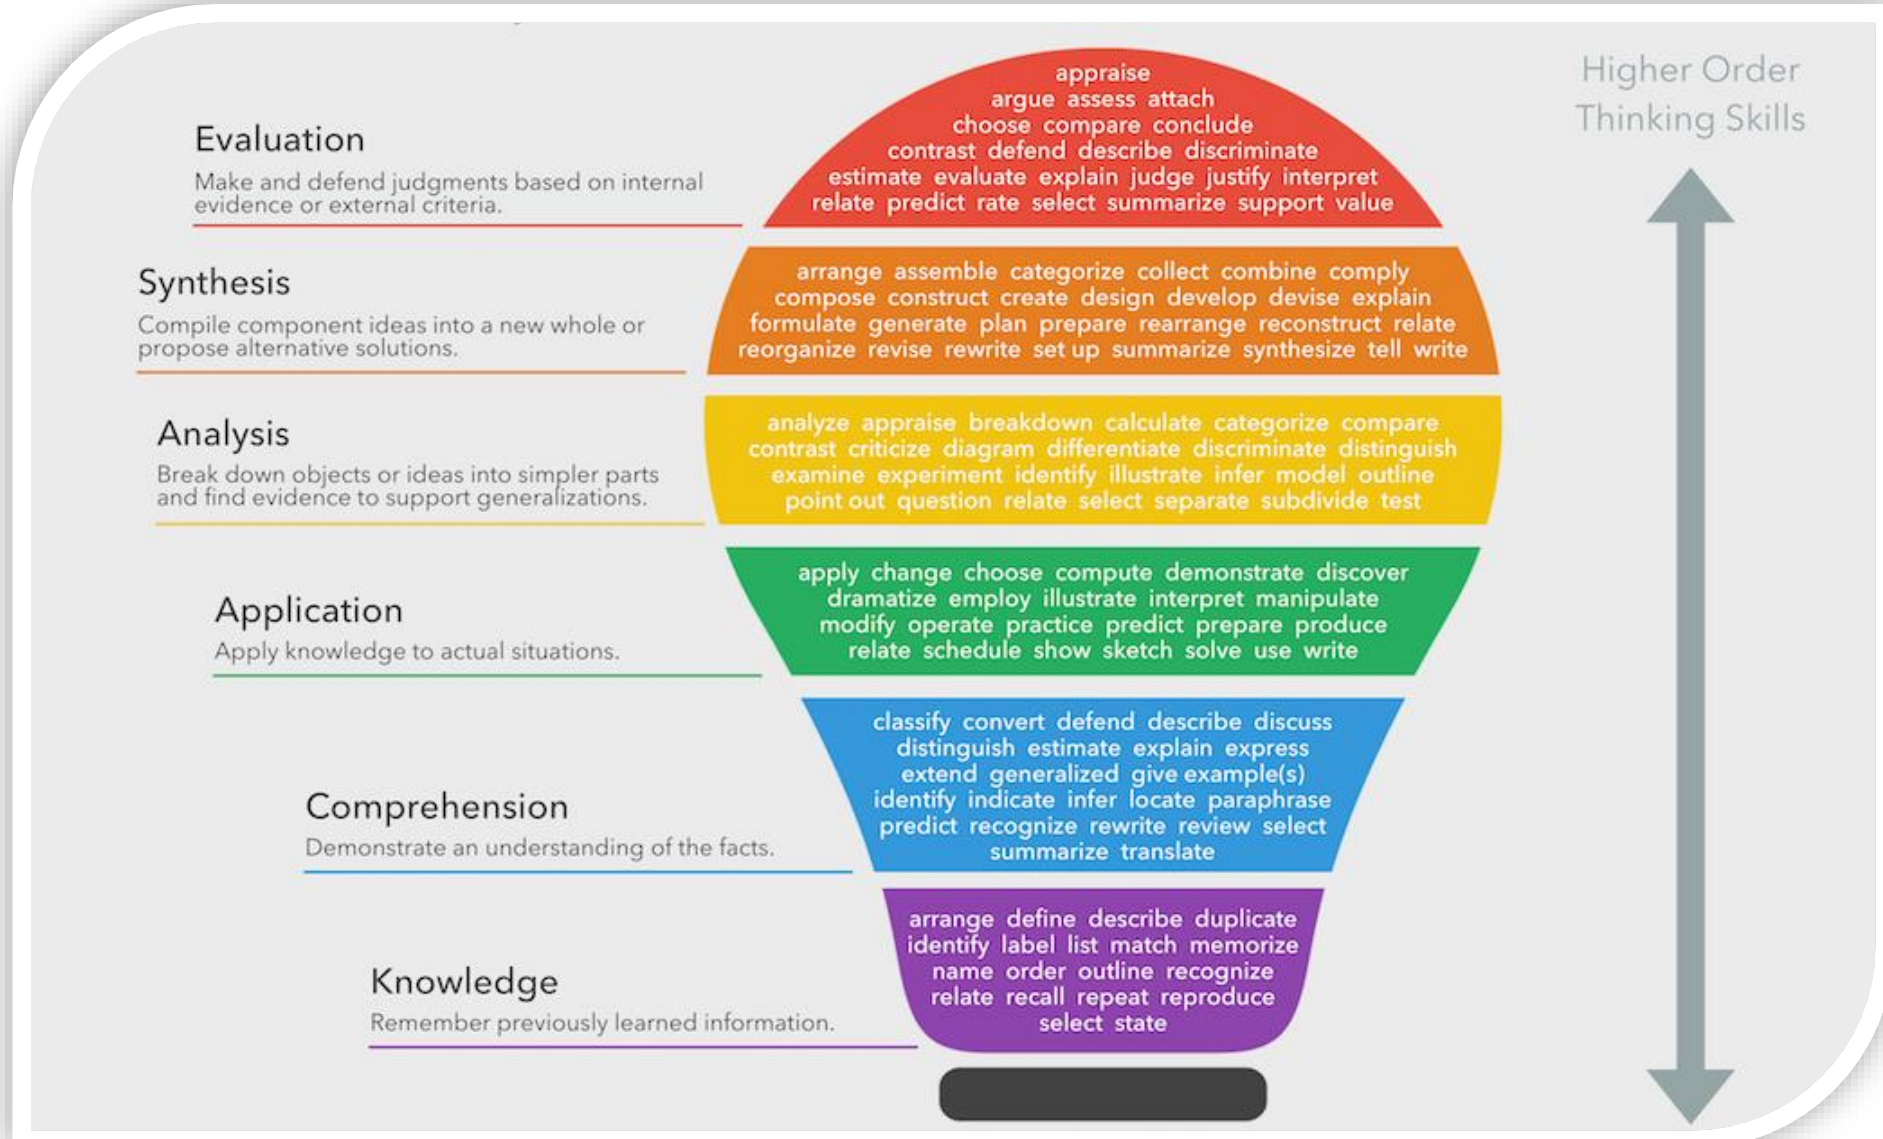 Higher Order
Thinking Skills
Evaluation
Make and defend judgments based on internal
evidence or external criteria.
appraise
argue assess attach
choose compare conclude
contrast defend describe discriminate
estimate evaluate explain judge justify interpret
relate predict rate select summarize support value
Synthesis
Compile component ideas into a new whole or
propose alternative solutions.
arrange assemble categorize collect combine comply
compose construct create design develop devise explain
formulate generate plan prepare rearrange reconstruct relate
reorganize revise rewrite set up summarize synthesize tell write
Analysis
Break down objects or ideas into simpler parts
and find evidence to support generalizations.
analyze appraise breakdown calculate categorize compare
contrast criticize diagram differentiate discriminate distinguish
examine experiment identify illustrate infer model outline
point out question relate select separate subdivide test
Application
Apply knowledge to actual situations.
apply change choose compute demonstrate discover
dramatize employ illustrate interpret manipulate
modify operate practice predict prepare produce
relate schedule show sketch solve use write
Comprehension
Demonstrate an understanding of the facts.
classify convert defend describe discuss
distinguish estimate explain express
extend generalized give example(s)
identify indicate infer locate paraphrase
predict recognize rewrite review select
summarize translate
Knowledge
Remember previously learned information.
arrange define describe duplicate
identify label list match memorize
name order outline recognize
relate recall repeat reproduce
select state